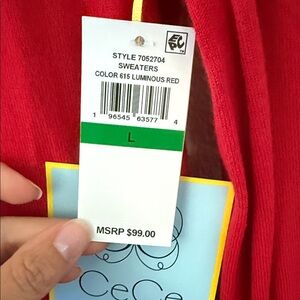 STYLE 7052704
SWEATERS
COLOR 615 LUMINOUS RED
1 96545 63577 4
L
MSRP $99.00
CeCe